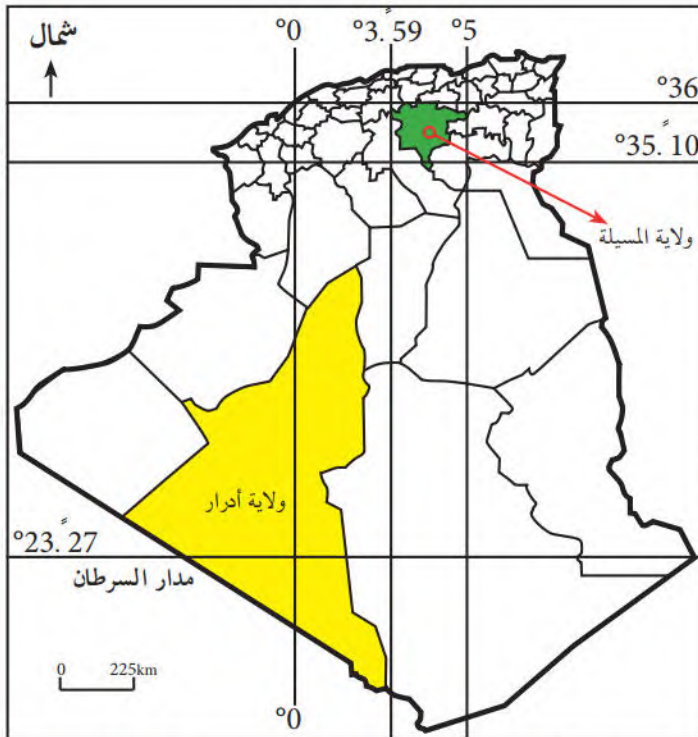 °0
°3. 59ً
°5
شمال
°36
°35. 10ً
ولاية المسيلة
ولاية أدرار
°23. 27ً
مدار السرطان
0 225km
°0